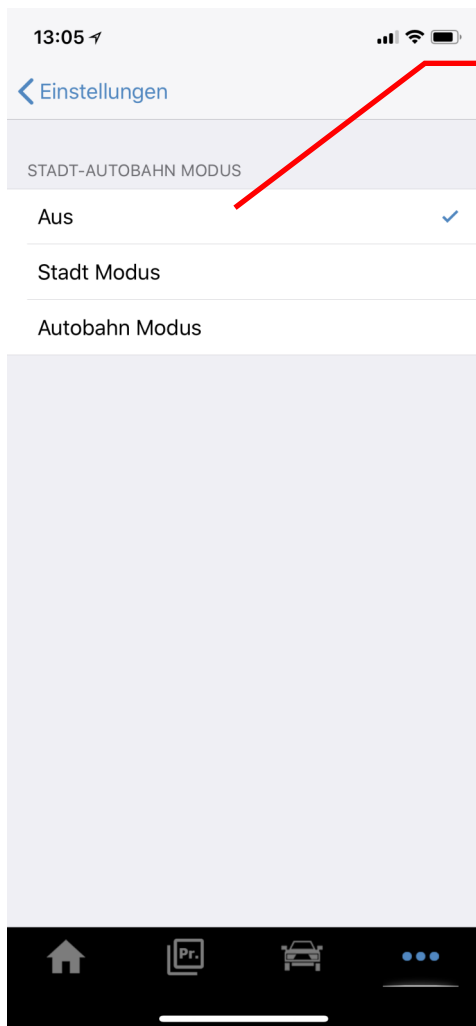 13:05
Einstellungen
STADT-AUTOBAHN MODUS
Aus
Stadt Modus
Autobahn Modus
Pr.